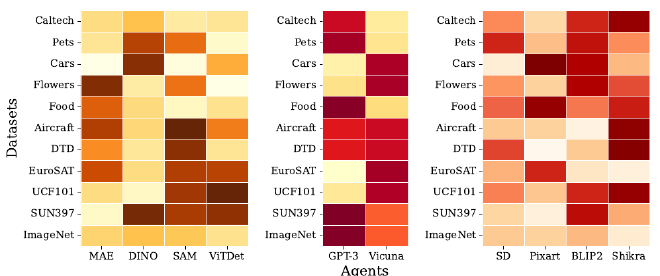 Datasets
Caltech
Pets
Cars
Flowers
Food
Aircraft
DTD
EuroSAT
UCF101
SUN397
ImageNet
MAE DINO SAM ViTDet
Caltech
Pets
Cars
Flowers
Food
Aircraft
DTD
EuroSAT
UCF101
SUN397
ImageNet
GPT-3 Vicuna
Agents
Caltech
Pets
Cars
Flowers
Food
Aircraft
DTD
EuroSAT
UCF101
SUN397
ImageNet
SD Pixart BLIP2 Shikra